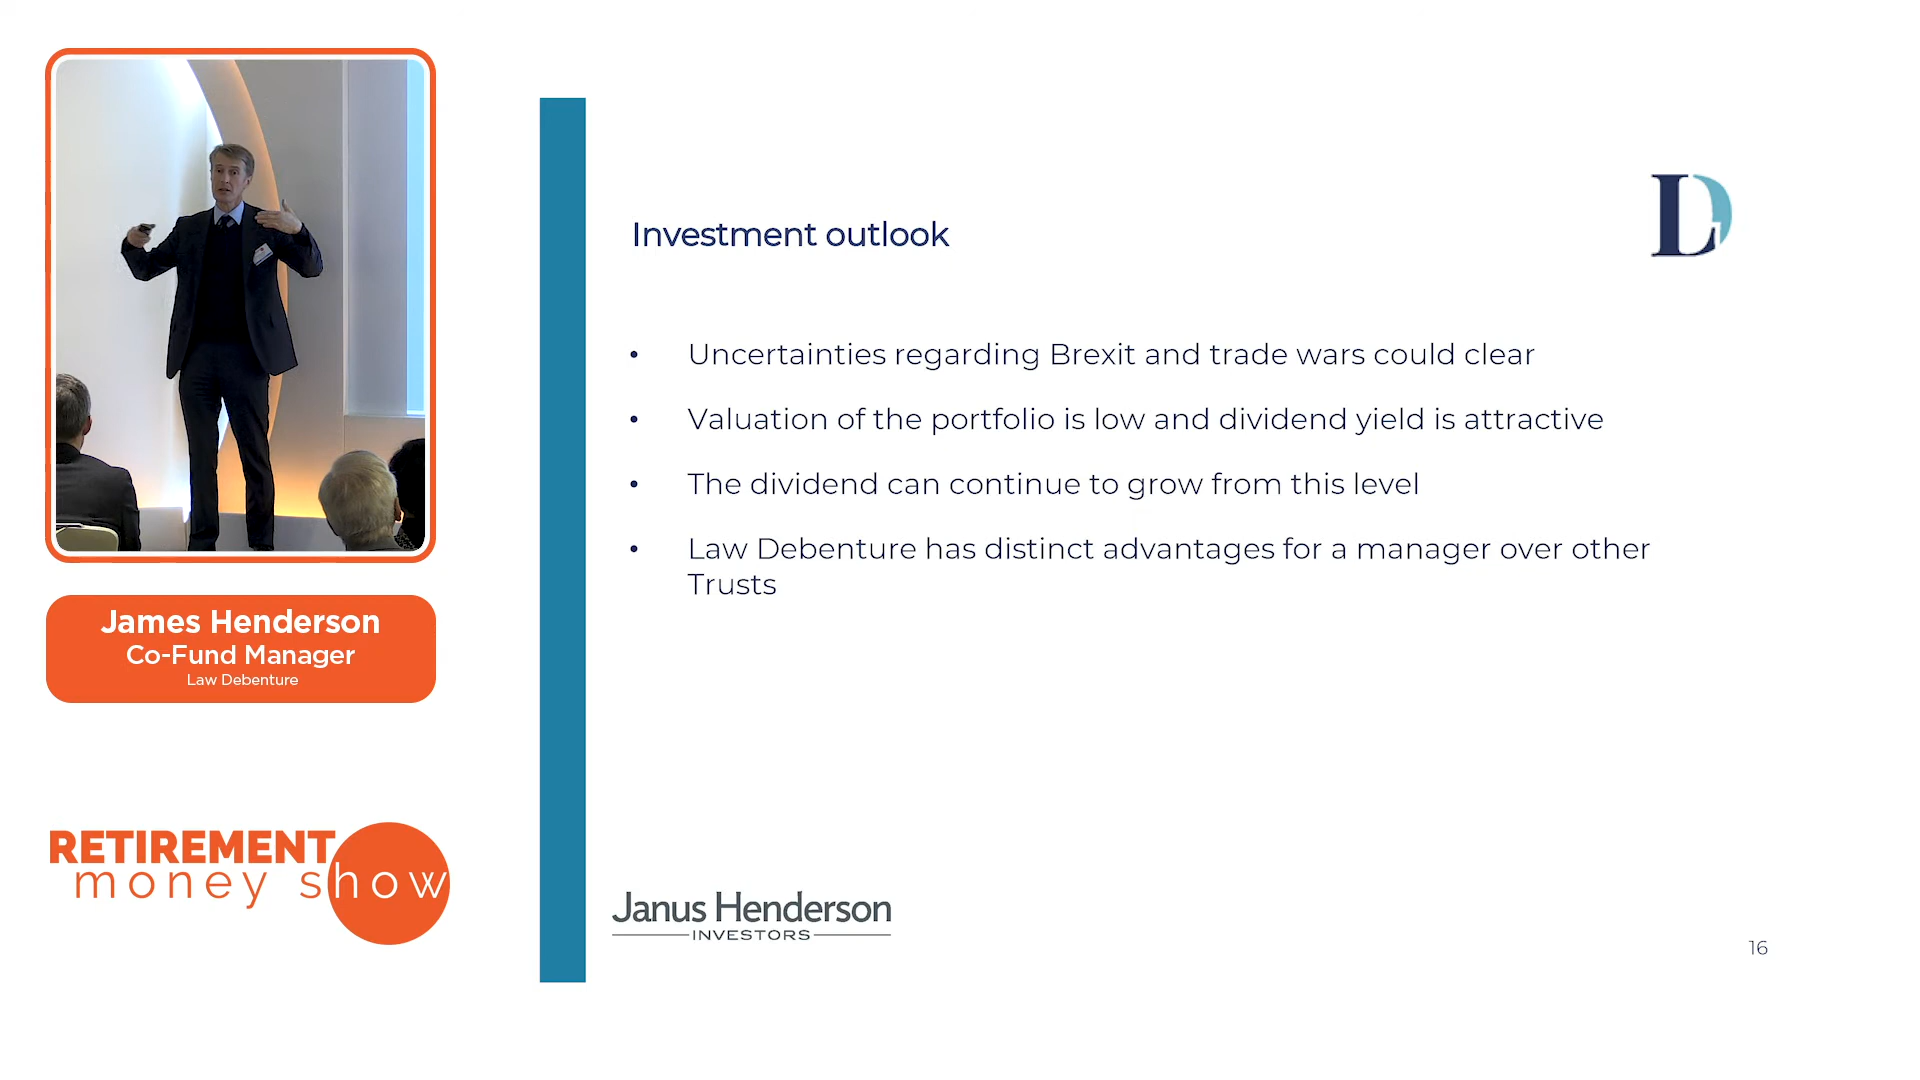 James Henderson
Co-Fund Manager
Law Debenture
RETIREMENT
money show
LD
Investment outlook
• Uncertainties regarding Brexit and trade wars could clear
• Valuation of the portfolio is low and dividend yield is attractive
• The dividend can continue to grow from this level
• Law Debenture has distinct advantages for a manager over other
Trusts
Janus Henderson
INVESTORS
16